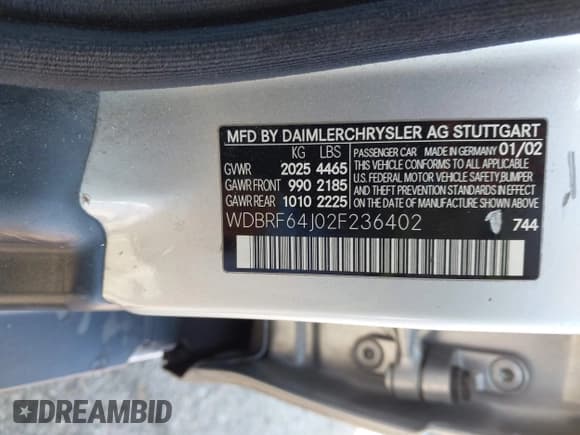 MFD BY DAIMLERCHRYSLER AG STUTTGART
KG LBS PASSENGER CAR MADE IN GERMANY 01/02
GVWR 2025 4465 THIS VEHICLE CONFORMS TO ALL APPLICABLE
GAWR FRONT 990 2185 U.S. FEDERAL MOTOR VEHICLE SAFETY,BUMPER
GAWR REAR 1010 2225 AND THEFT PREVENTION STANDARDS IN EFFECT
ON THE DATE OF MANUFACTURE SHOWN ABOVE
WDBRF64J02F236402 744
DREAMBID